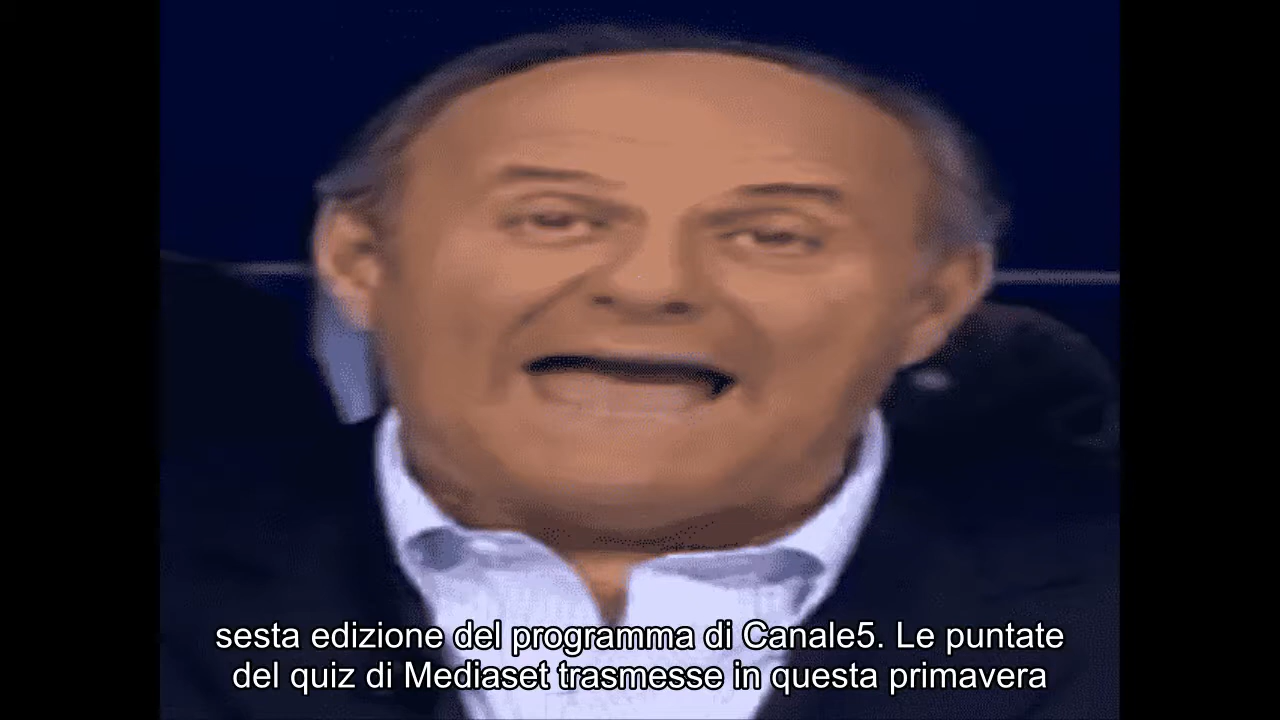 sesta edizione del programma di Canale5. Le puntate
del quiz di Mediaset trasmesse in questa primavera